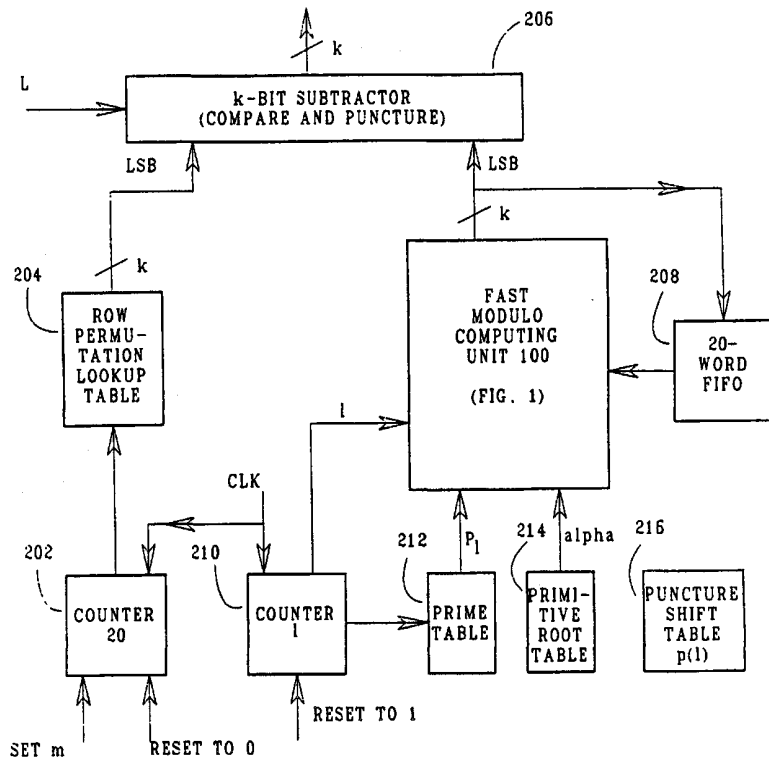 206
k
L
k-BIT SUBTRACTOR
(COMPARE AND PUNCTURE)
LSB
LSB
k
k
204
ROW
PERMU-
TATION
LOOKUP
TABLE
FAST
MODULO
COMPUTING
UNIT 100
(FIG. 1)
208
20-
WORD
FIFO
l
CLK
202
210
212
P1
214
alpha
216
COUNTER
20
COUNTER
l
PRIME
TABLE
PRIMI-
TIVE
ROOT
TABLE
PUNCTURE
SHIFT
TABLE
p(l)
SET m
RESET TO 0
RESET TO 1